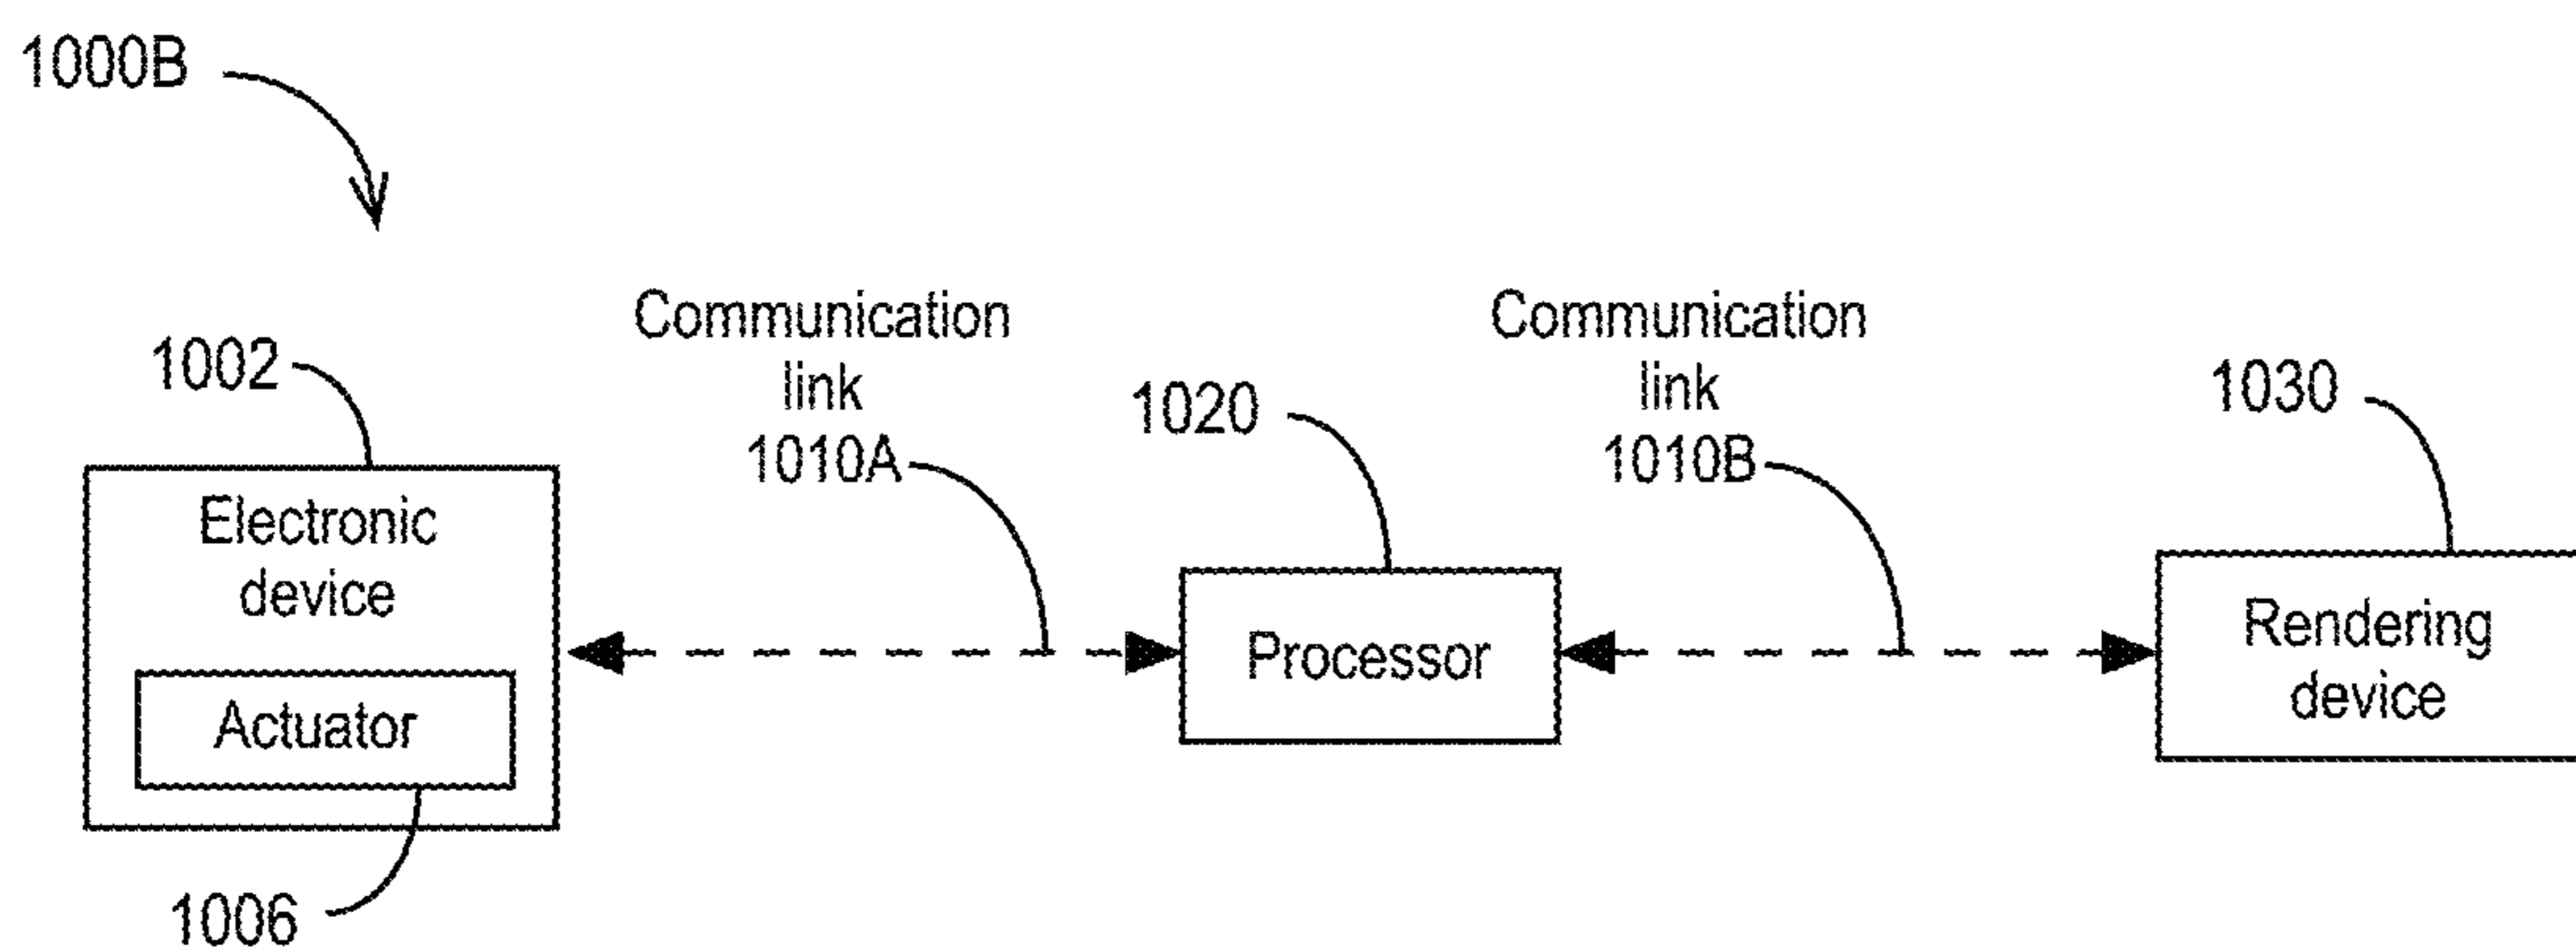 1000B
1002
Communication
link
1010A
1020
Communication
link
1010B
1030
Electronic
device
Actuator
1006
Processor
Rendering
device